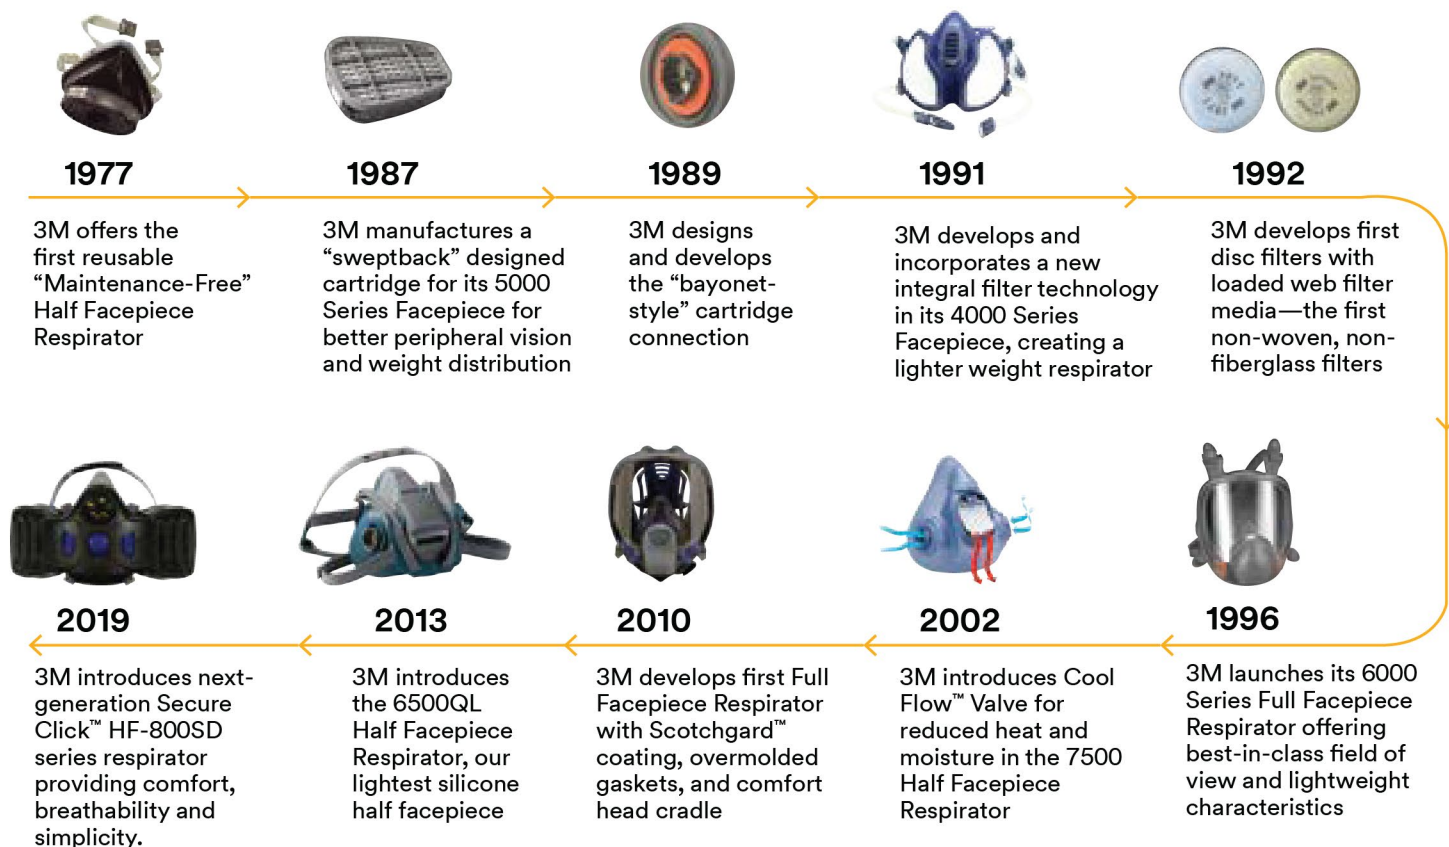 1977
3M offers the
first reusable
“Maintenance-Free”
Half Facepiece
Respirator
1987
3M manufactures a
“sweptback” designed
cartridge for its 5000
Series Facepiece for
better peripheral vision
and weight distribution
1989
3M designs
and develops
the “bayonet-
style” cartridge
connection
1991
3M develops and
incorporates a new
integral filter technology
in its 4000 Series
Facepiece, creating a
lighter weight respirator
1992
3M develops first
disc filters with
loaded web filter
media—the first
non-woven, non-
fiberglass filters
1996
3M launches its 6000
Series Full Facepiece
Respirator offering
best-in-class field of
view and lightweight
characteristics
2002
3M introduces Cool
Flow™ Valve for
reduced heat and
moisture in the 7500
Half Facepiece
Respirator
2010
3M develops first Full
Facepiece Respirator
with Scotchgard™
coating, overmolded
gaskets, and comfort
head cradle
2013
3M introduces
the 6500QL
Half Facepiece
Respirator, our
lightest silicone
half facepiece
2019
3M introduces next-
generation Secure
Click™ HF-800SD
series respirator
providing comfort,
breathability and
simplicity.